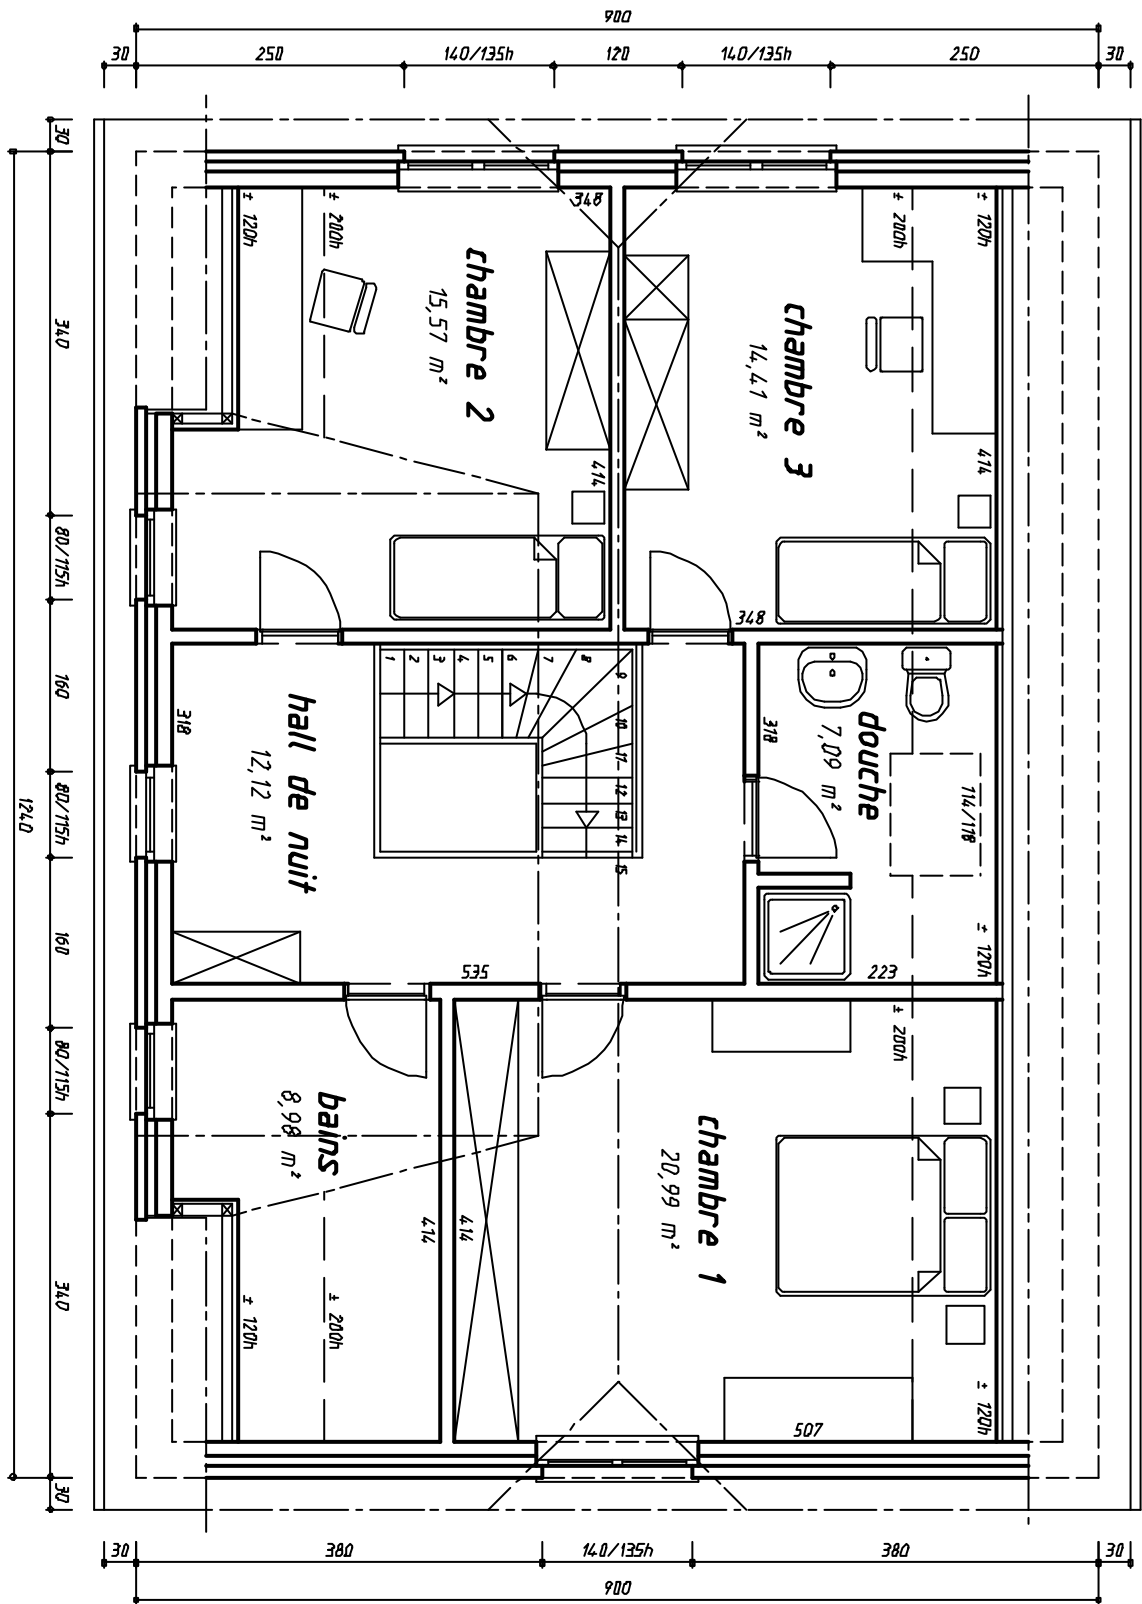 900
30
250
140/135h
120
140/135h
250
30
30
340
80/115h
160
80/115h
160
80/115h
340
30
1240
± 120h
± 200h
348
± 200h
± 120h
chambre 2
15,57 m²
chambre 3
14,41 m²
414
414
348
1
2
3
4
5
6
7
8
9
10
11
12
13
14
15
318
hall de nuit
12,12 m²
318
douche
7,09 m²
114/118
± 120h
535
223
± 200h
bains
8,98 m²
chambre 1
20,99 m²
414
414
± 120h
± 200h
± 120h
507
30
380
140/135h
380
30
900